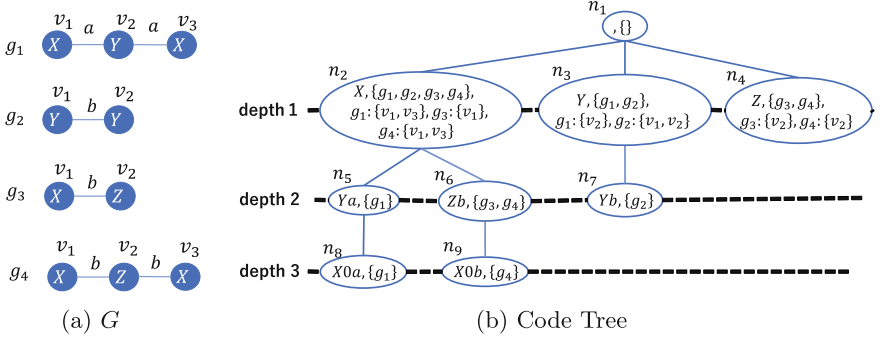 g1 v1 a v2 a v3
X Y X
g2 v1 b v2
Y Y
g3 v1 b v2
X Z
g4 v1 b v2 b v3
X Z X
(a) G
n1
,{}
n2
X,{g1,g2,g3,g4},
g1:{v1,v3},g3:{v1},
g4:{v1,v3}
n3
Y,{g1,g2},
g1:{v2},g2:{v1,v2}
n4
Z,{g3,g4},
g3:{v2},g4:{v2}
depth 1
n5
Ya,{g1}
n6
Zb,{g3,g4}
n7
Yb,{g2}
depth 2
n8
X0a,{g1}
n9
X0b,{g4}
depth 3
(b) Code Tree